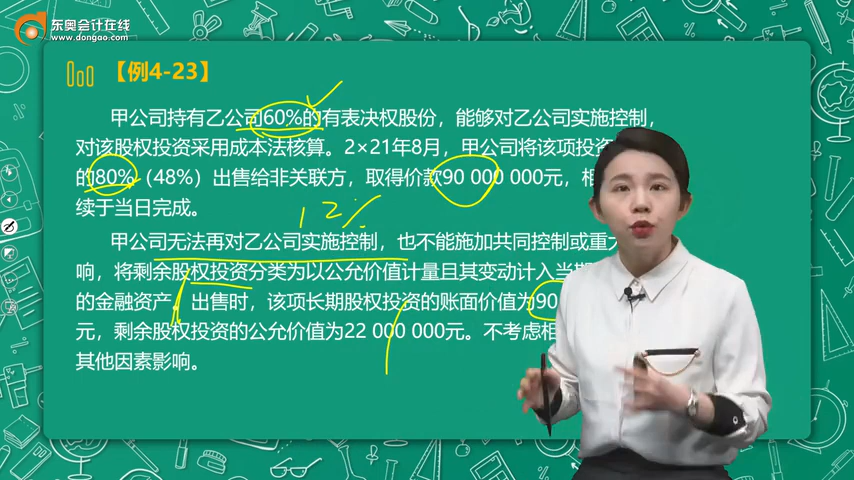 东奥会计在线
www.dongao.com
【例4-23】
甲公司持有乙公司60%的有表决权股份，能够对乙公司实施控制，
对该股权投资采用成本法核算。2×21年8月，甲公司将该项投资
的80%（48%）出售给非关联方，取得价款90 000 000元，相
续于当日完成。
12%
甲公司无法再对乙公司实施控制，也不能施加共同控制或重大
响，将剩余股权投资分类为以公允价值计量且其变动计入当期
的金融资产。出售时，该项长期股权投资的账面价值为90
元，剩余股权投资的公允价值为22 000 000元。不考虑相
其他因素影响。